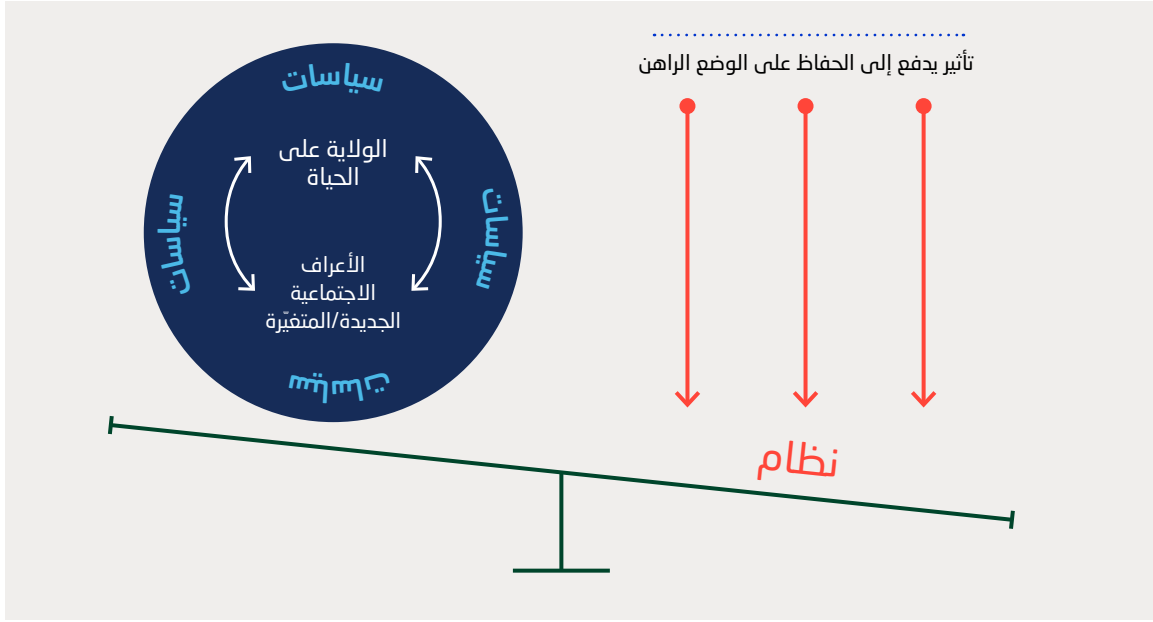 تأثير يدفع إلى الحفاظ على الوضع الراهن
نظام
سياسات
سياسات
الولاية على
الحياة
سياسات
الأعراف
الاجتماعية
الجديدة/المتغيّرة
سياسات